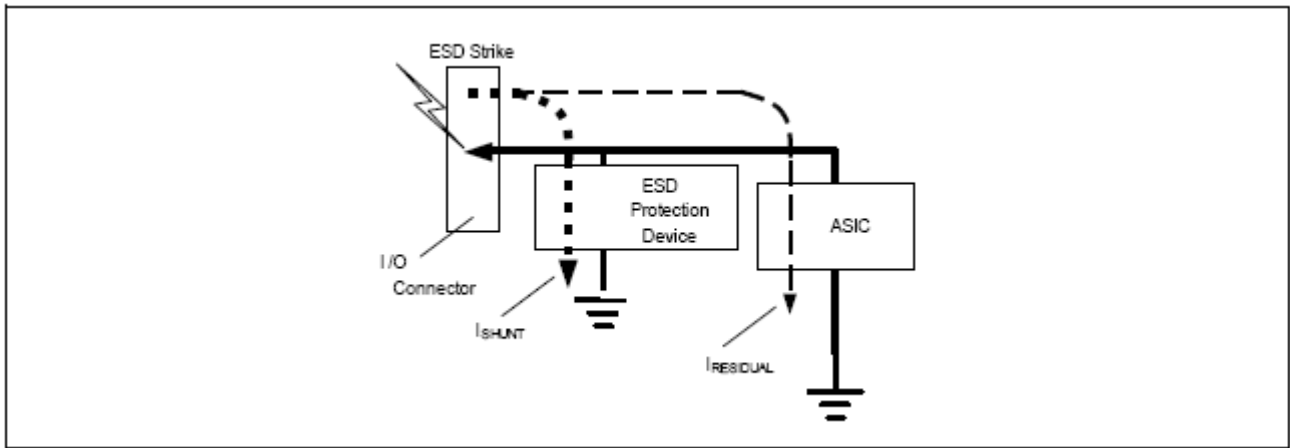 ESD Strike
ESD
Protection
Device
ASIC
I/O
Connector
ISHUNT
IRESIDUAL